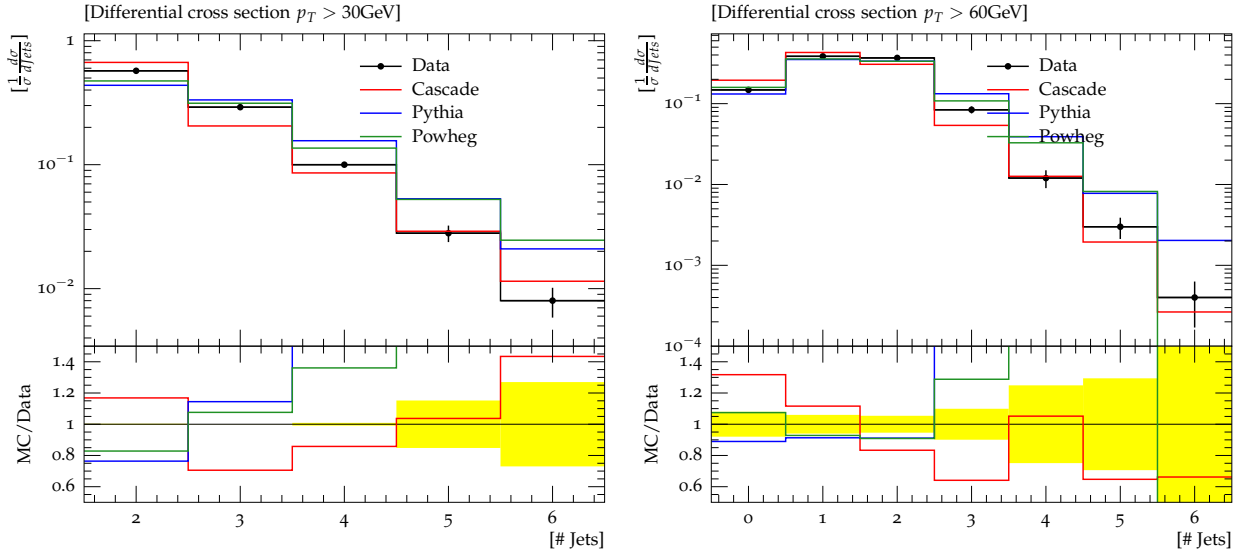 [Differential cross section p_T > 30GeV]
[1/σ dσ/dJets]
1
10^−1
10^−2
Data
Cascade
Pythia
Powheg
MC/Data
1.4
1.2
1
0.8
0.6
2 3 4 5 6
[# Jets]
[Differential cross section p_T > 60GeV]
[1/σ dσ/dJets]
10^−1
10^−2
10^−3
10^−4
Data
Cascade
Pythia
Powheg
MC/Data
1.4
1.2
1
0.8
0.6
0 1 2 3 4 5 6
[# Jets]